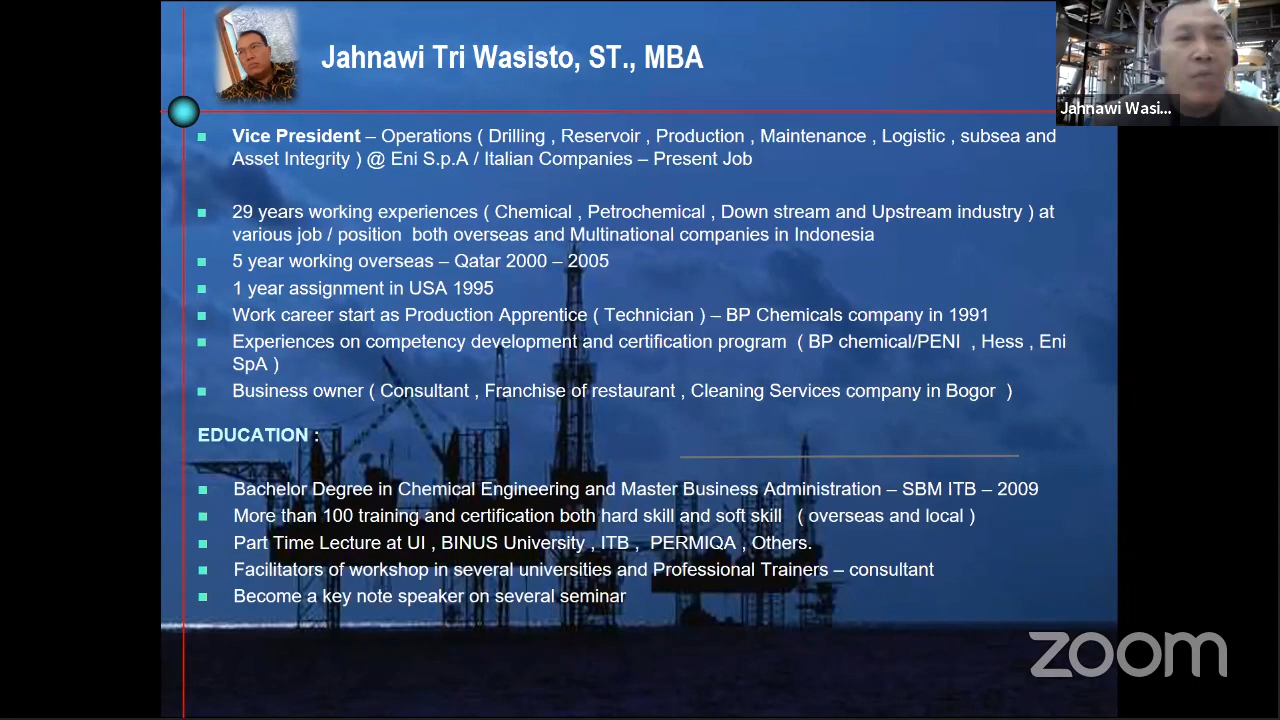 Jahnawi Tri Wasisto, ST., MBA
Jahnawi Wasi...
Vice President – Operations ( Drilling , Reservoir , Production , Maintenance , Logistic , subsea and
Asset Integrity ) @ Eni S.p.A / Italian Companies – Present Job
29 years working experiences ( Chemical , Petrochemical , Down stream and Upstream industry ) at
various job / position both overseas and Multinational companies in Indonesia
5 year working overseas – Qatar 2000 – 2005
1 year assignment in USA 1995
Work career start as Production Apprentice ( Technician ) – BP Chemicals company in 1991
Experiences on competency development and certification program ( BP chemical/PENI , Hess , Eni
SpA )
Business owner ( Consultant , Franchise of restaurant , Cleaning Services company in Bogor )
EDUCATION :
Bachelor Degree in Chemical Engineering and Master Business Administration – SBM ITB – 2009
More than 100 training and certification both hard skill and soft skill ( overseas and local )
Part Time Lecture at UI , BINUS University , ITB , PERMIQA , Others.
Facilitators of workshop in several universities and Professional Trainers – consultant
Become a key note speaker on several seminar
zoom